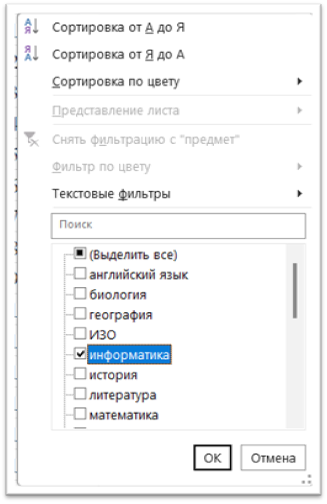 Сортировка от А до Я
Сортировка от Я до А
Сортировка по цвету
Представление листа
Снять фильтрацию с "предмет"
Фильтр по цвету
Текстовые фильтры
Поиск
(Выделить все)
английский язык
биология
география
ИЗО
информатика
история
литература
математика
ОК
Отмена